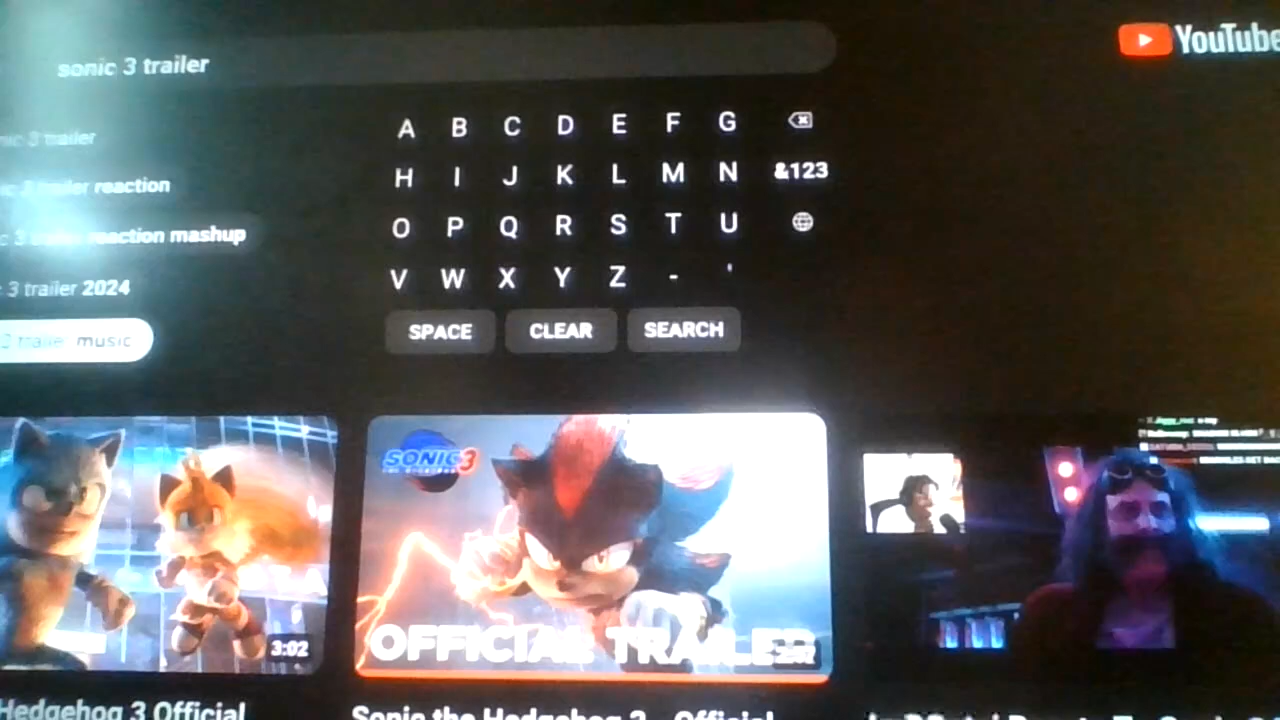 sonic 3 trailer
YouTube
3 trailer
A B C D E F G
trailer reaction
H I J K L M N &123
reaction mashup
O P Q R S T U
3 trailer 2024
V W X Y Z - '
music
SPACE CLEAR SEARCH
SONIC 3
OFFICIAL TRAILER
3:02
Hedgehog 3 Official
Sonic the Hedgehog 3 Official